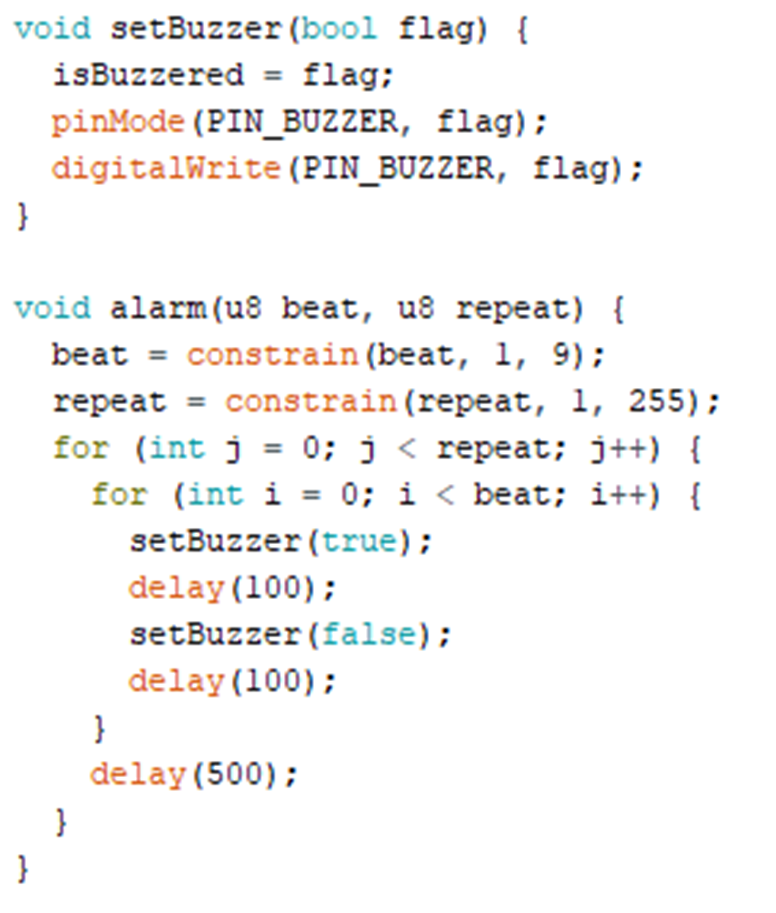 void setBuzzer(bool flag) {
  isBuzzered = flag;
  pinMode(PIN_BUZZER, flag);
  digitalWrite(PIN_BUZZER, flag);
}

void alarm(u8 beat, u8 repeat) {
  beat = constrain(beat, 1, 9);
  repeat = constrain(repeat, 1, 255);
  for (int j = 0; j < repeat; j++) {
    for (int i = 0; i < beat; i++) {
      setBuzzer(true);
      delay(100);
      setBuzzer(false);
      delay(100);
    }
    delay(500);
  }
}